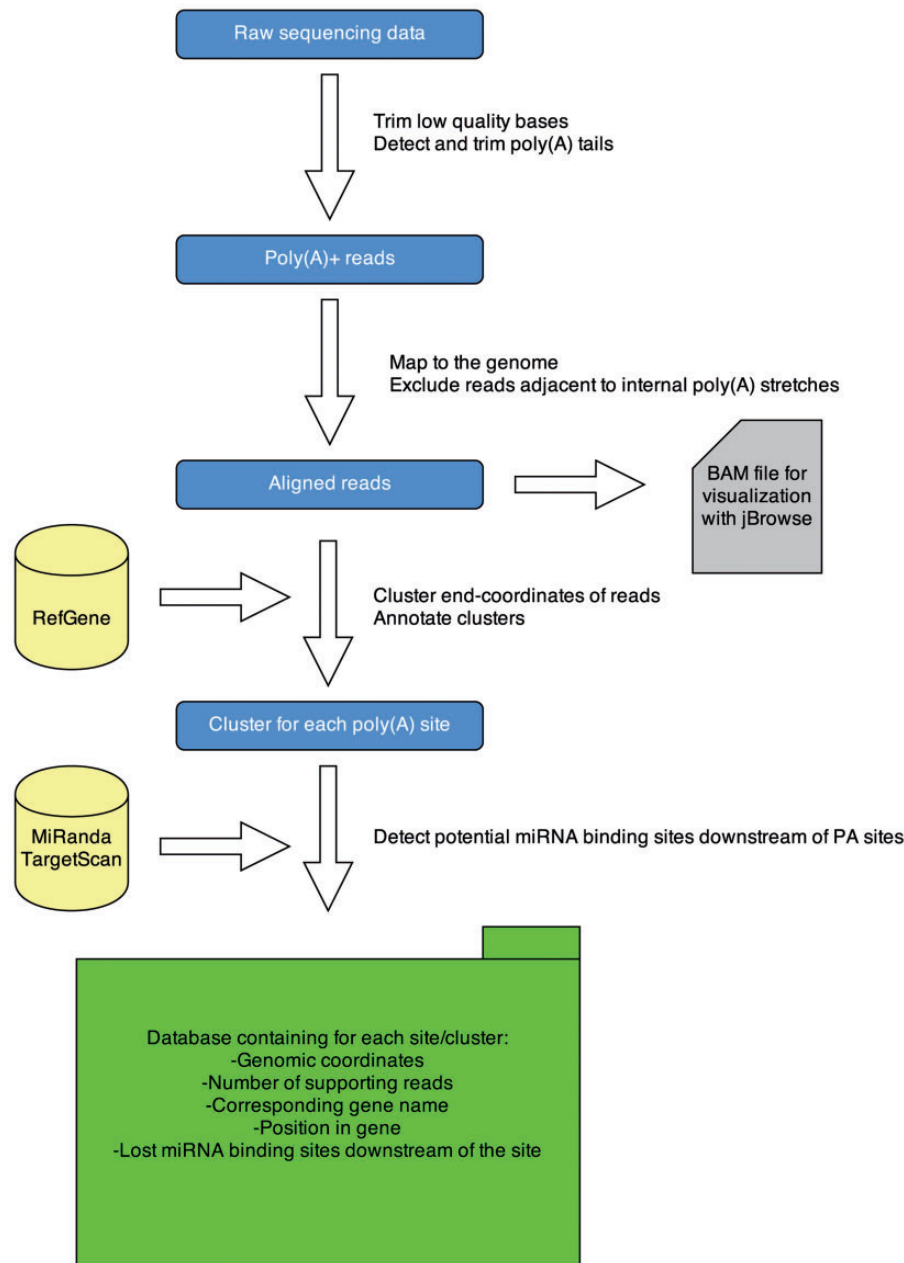 Raw sequencing data
Trim low quality bases
Detect and trim poly(A) tails
Poly(A)+ reads
Map to the genome
Exclude reads adjacent to internal poly(A) stretches
Aligned reads
BAM file for
visualization
with jBrowse
RefGene
Cluster end-coordinates of reads
Annotate clusters
Cluster for each poly(A) site
MiRanda
TargetScan
Detect potential miRNA binding sites downstream of PA sites
Database containing for each site/cluster:
-Genomic coordinates
-Number of supporting reads
-Corresponding gene name
-Position in gene
-Lost miRNA binding sites downstream of the site